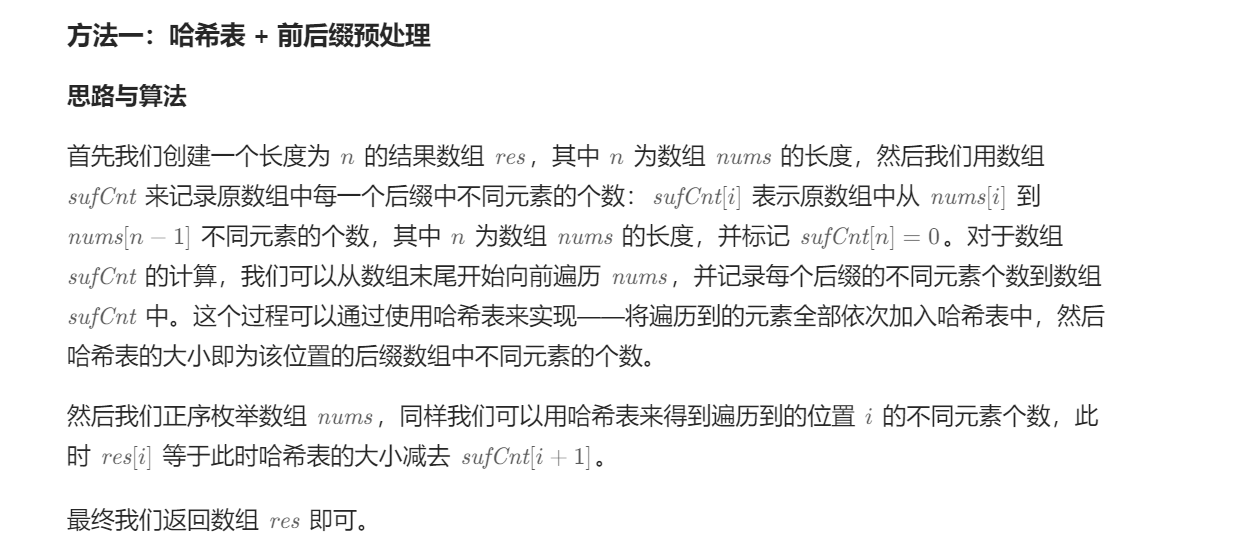 方法一：哈希表 + 前后缀预处理
思路与算法
首先我们创建一个长度为 n 的结果数组 res，其中 n 为数组 nums 的长度，然后我们用数组
sufCnt 来记录原数组中每一个后缀中不同元素的个数：sufCnt[i] 表示原数组中从 nums[i] 到
nums[n − 1] 不同元素的个数，其中 n 为数组 nums 的长度，并标记 sufCnt[n] = 0。对于数组
sufCnt 的计算，我们可以从数组末尾开始向前遍历 nums，并记录每个后缀的不同元素个数到数组
sufCnt 中。这个过程可以通过使用哈希表来实现——将遍历到的元素全部依次加入哈希表中，然后
哈希表的大小即为该位置的后缀数组中不同元素的个数。
然后我们正序枚举数组 nums，同样我们可以用哈希表来得到遍历到的位置 i 的不同元素个数，此
时 res[i] 等于此时哈希表的大小减去 sufCnt[i + 1]。
最终我们返回数组 res 即可。